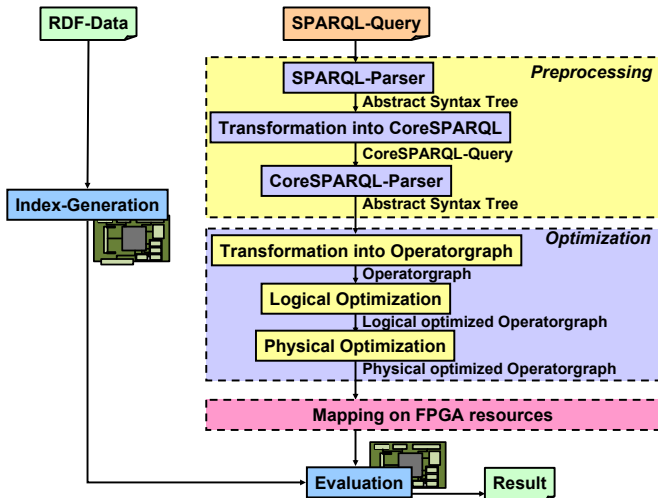 RDF-Data
SPARQL-Query
Preprocessing
SPARQL-Parser
Abstract Syntax Tree
Transformation into CoreSPARQL
CoreSPARQL-Query
CoreSPARQL-Parser
Abstract Syntax Tree
Index-Generation
Optimization
Transformation into Operatorgraph
Operatorgraph
Logical Optimization
Logical optimized Operatorgraph
Physical Optimization
Physical optimized Operatorgraph
Mapping on FPGA resources
Evaluation
Result